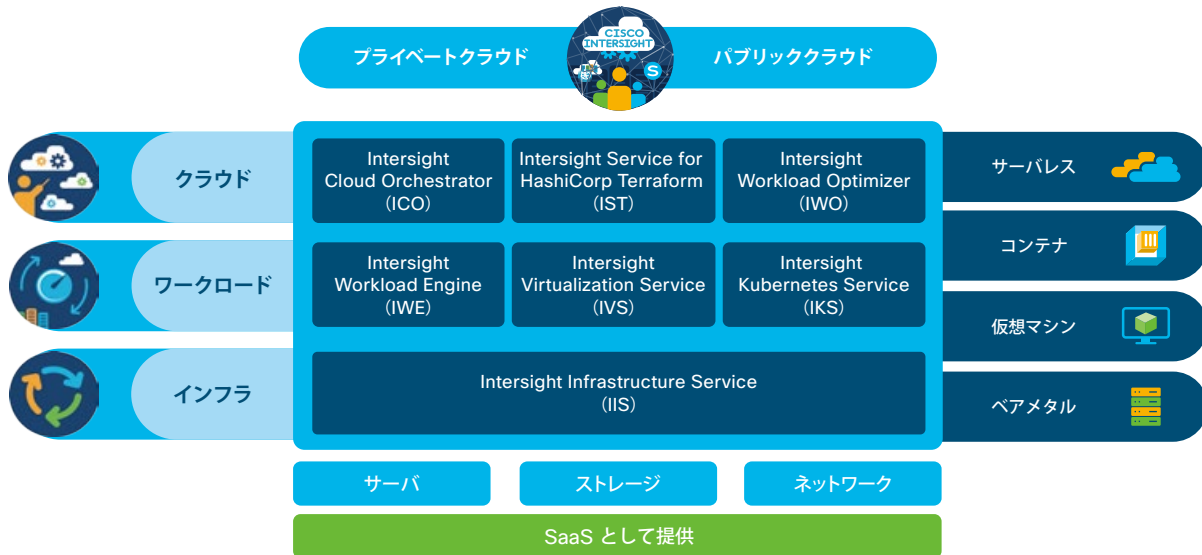 プライベートクラウド
CISCO
INTERSIGHT
パブリッククラウド
クラウド
Intersight
Cloud Orchestrator
（ICO）
Intersight Service for
HashiCorp Terraform
（IST）
Intersight
Workload Optimizer
（IWO）
サーバレス
コンテナ
ワークロード
Intersight
Workload Engine
（IWE）
Intersight
Virtualization Service
（IVS）
Intersight
Kubernetes Service
（IKS）
仮想マシン
インフラ
Intersight Infrastructure Service
（IIS）
ベアメタル
サーバ
ストレージ
ネットワーク
SaaS として提供